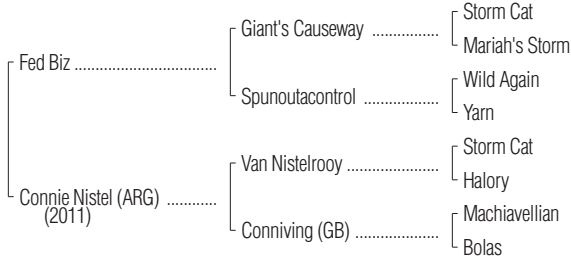 Storm Cat
Giant's Causeway ..................
Mariah's Storm
Fed Biz ................................
Wild Again
Spunoutacontrol ..................
Yarn
Storm Cat
Van Nistelrooy ......................
Halory
Connie Nistel (ARG) ............
(2011)
Machiavellian
Conniving (GB) ....................
Bolas